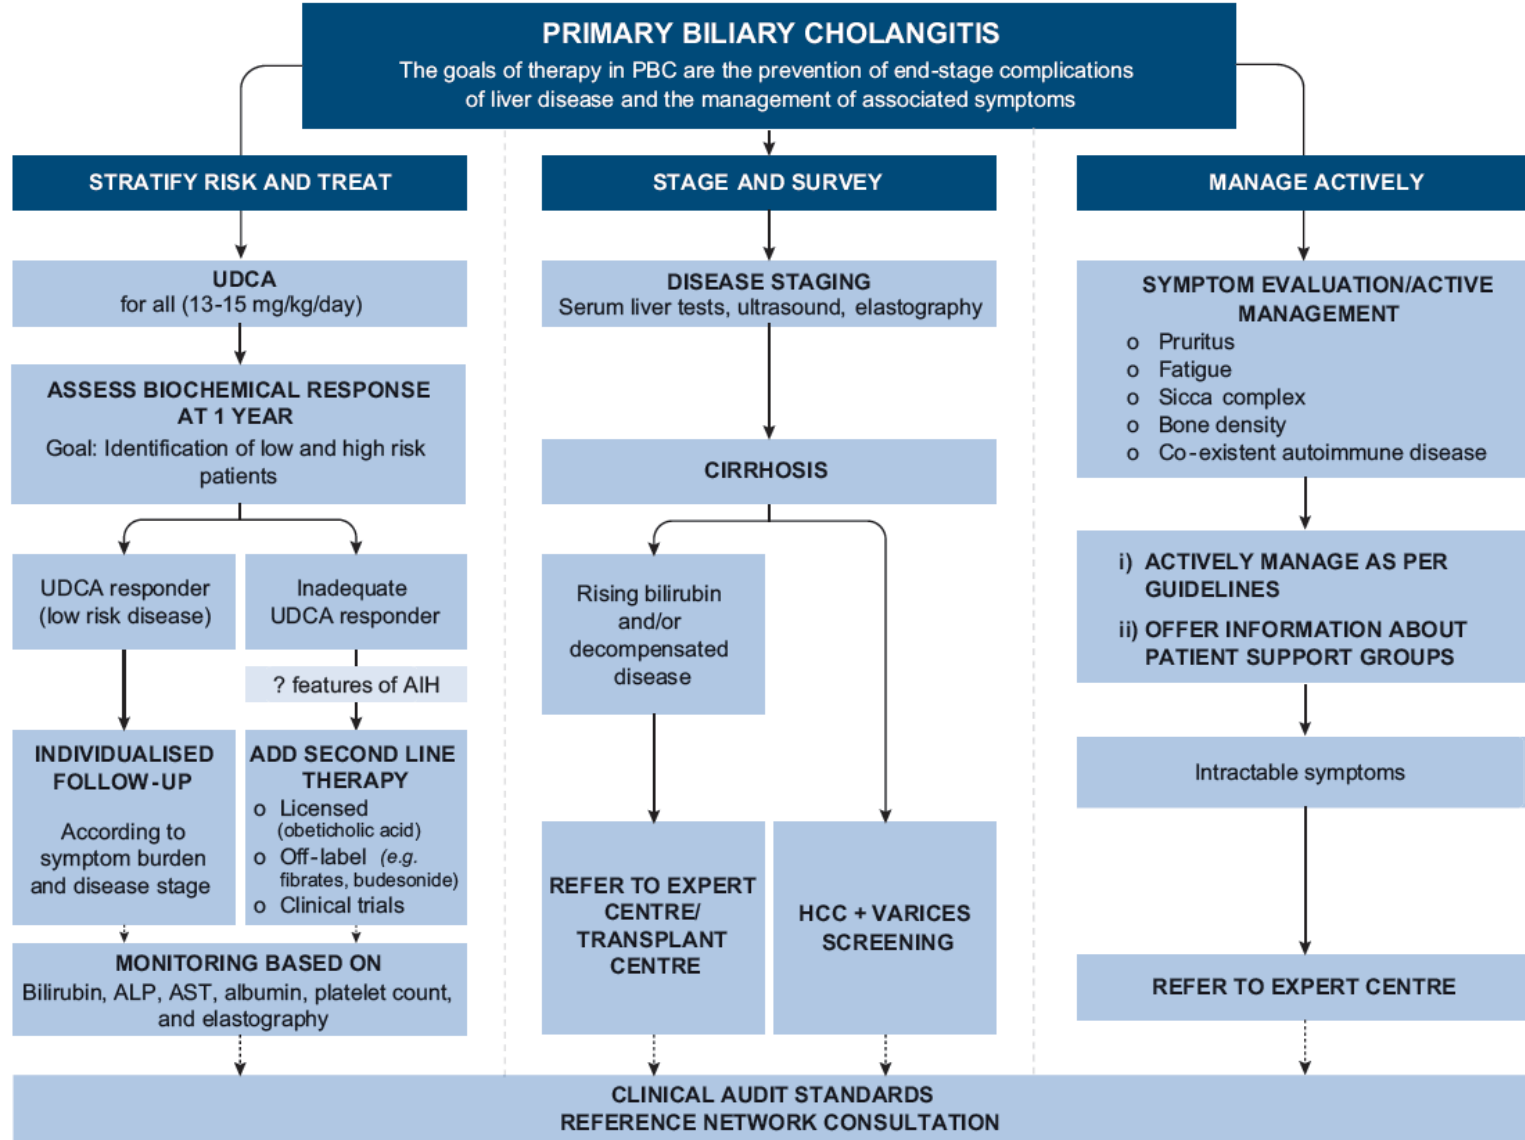 PRIMARY BILIARY CHOLANGITIS
The goals of therapy in PBC are the prevention of end-stage complications
of liver disease and the management of associated symptoms
STRATIFY RISK AND TREAT
UDCA
for all (13-15 mg/kg/day)
ASSESS BIOCHEMICAL RESPONSE
AT 1 YEAR
Goal: Identification of low and high risk
patients
UDCA responder
(low risk disease)
Inadequate
UDCA responder
? features of AIH
INDIVIDUALISED
FOLLOW-UP
According to
symptom burden
and disease stage
ADD SECOND LINE
THERAPY
o Licensed
(obeticholic acid)
o Off-label (e.g.
fibrates, budesonide)
o Clinical trials
MONITORING BASED ON
Bilirubin, ALP, AST, albumin, platelet count,
and elastography
STAGE AND SURVEY
DISEASE STAGING
Serum liver tests, ultrasound, elastography
CIRRHOSIS
Rising bilirubin
and/or
decompensated
disease
REFER TO EXPERT
CENTRE/
TRANSPLANT
CENTRE
HCC + VARICES
SCREENING
MANAGE ACTIVELY
SYMPTOM EVALUATION/ACTIVE
MANAGEMENT
o Pruritus
o Fatigue
o Sicca complex
o Bone density
o Co-existent autoimmune disease
i) ACTIVELY MANAGE AS PER
GUIDELINES
ii) OFFER INFORMATION ABOUT
PATIENT SUPPORT GROUPS
Intractable symptoms
REFER TO EXPERT CENTRE
CLINICAL AUDIT STANDARDS
REFERENCE NETWORK CONSULTATION